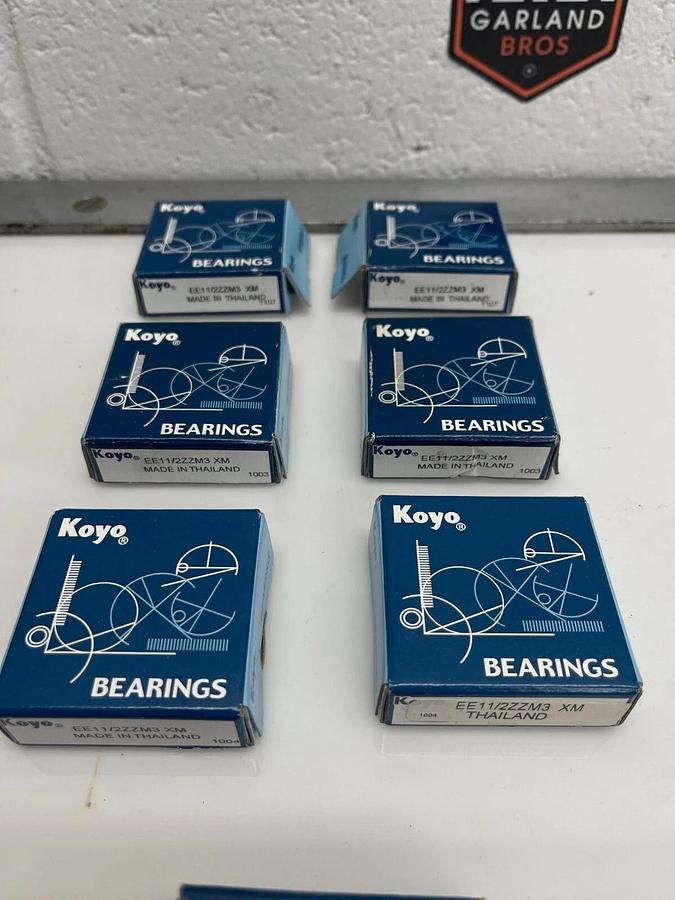 GARLAND
BROS
Koyo
BEARINGS
Koyo® EE11/2ZZM3 XM
MADE IN THAILAND
Koyo
BEARINGS
Koyo® EE11/2ZZM3 XM
MADE IN THAILAND
Koyo®
BEARINGS
Koyo® EE11/2ZZM3 XM
MADE IN THAILAND 1003
Koyo®
BEARINGS
Koyo® EE11/2ZZM3 XM
MADE IN THAILAND 1003
Koyo®
BEARINGS
Koyo® EE11/2ZZM3 XM
MADE IN THAILAND 1004
Koyo®
BEARINGS
EE11/2ZZM3 XM
1004 THAILAND